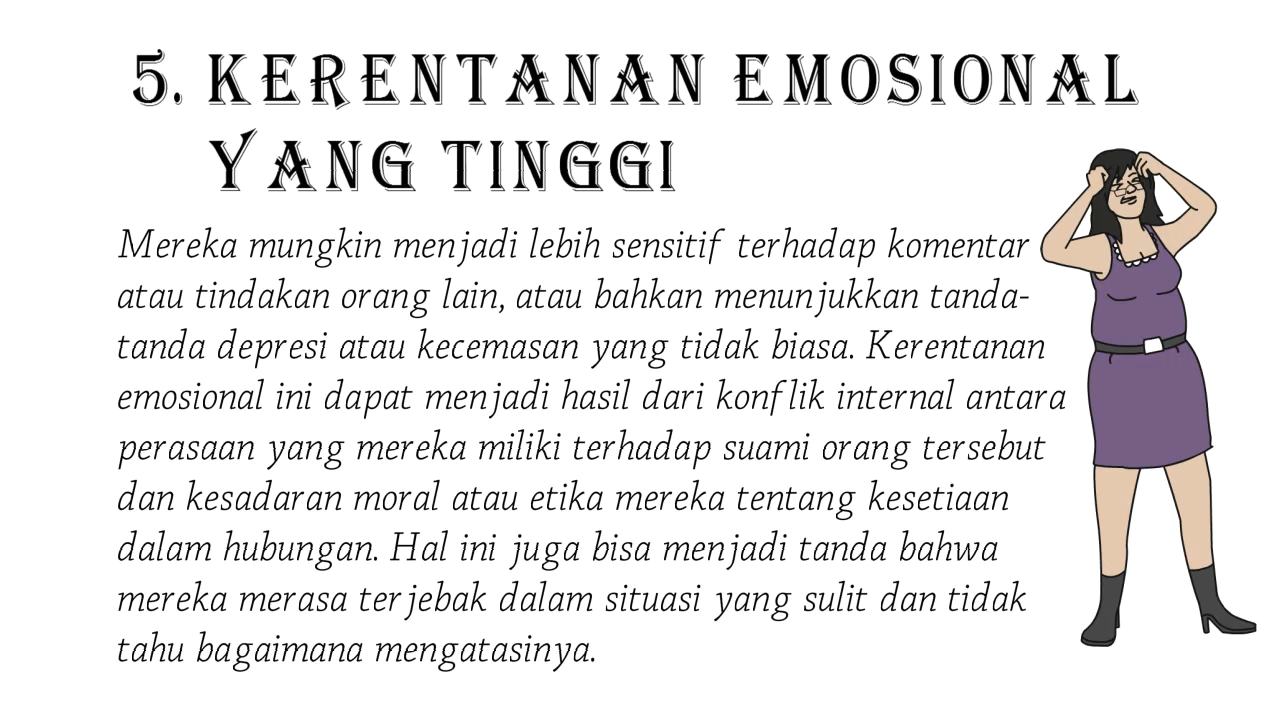 5. KERENTANAN EMOSIONAL
YANG TINGGI
Mereka mungkin menjadi lebih sensitif terhadap komentar
atau tindakan orang lain, atau bahkan menunjukkan tanda-
tanda depresi atau kecemasan yang tidak biasa. Kerentanan
emosional ini dapat menjadi hasil dari konflik internal antara
perasaan yang mereka miliki terhadap suami orang tersebut
dan kesadaran moral atau etika mereka tentang kesetiaan
dalam hubungan. Hal ini juga bisa menjadi tanda bahwa
mereka merasa terjebak dalam situasi yang sulit dan tidak
tahu bagaimana mengatasinya.